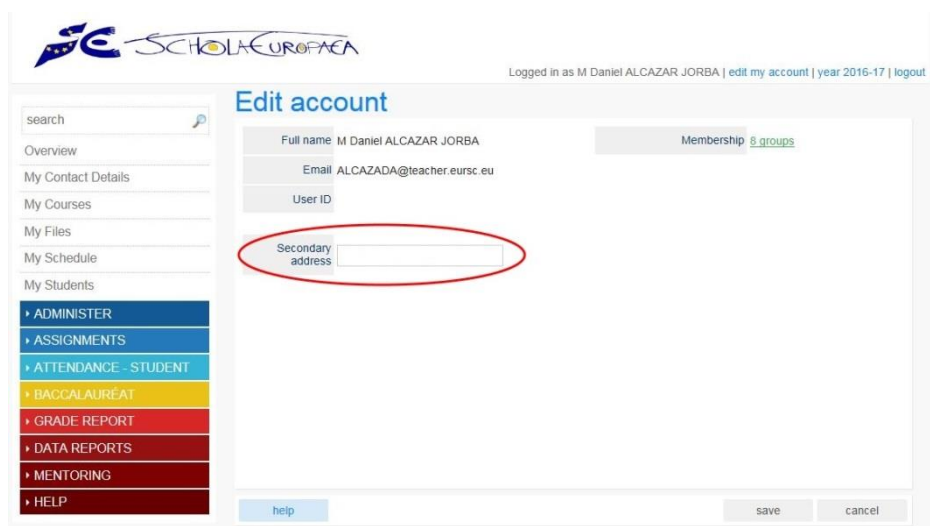 SCHOLA EUROPAEA
Logged in as M Daniel ALCAZAR JORBA | edit my account | year 2016-17 | logout
search
Overview
My Contact Details
My Courses
My Files
My Schedule
My Students
ADMINISTER
ASSIGNMENTS
ATTENDANCE - STUDENT
BACCALAURÉAT
GRADE REPORT
DATA REPORTS
MENTORING
HELP
Edit account
Full name M Daniel ALCAZAR JORBA
Membership 8 groups
Email ALCAZADA@teacher.eursc.eu
User ID
Secondary
address
help
save cancel